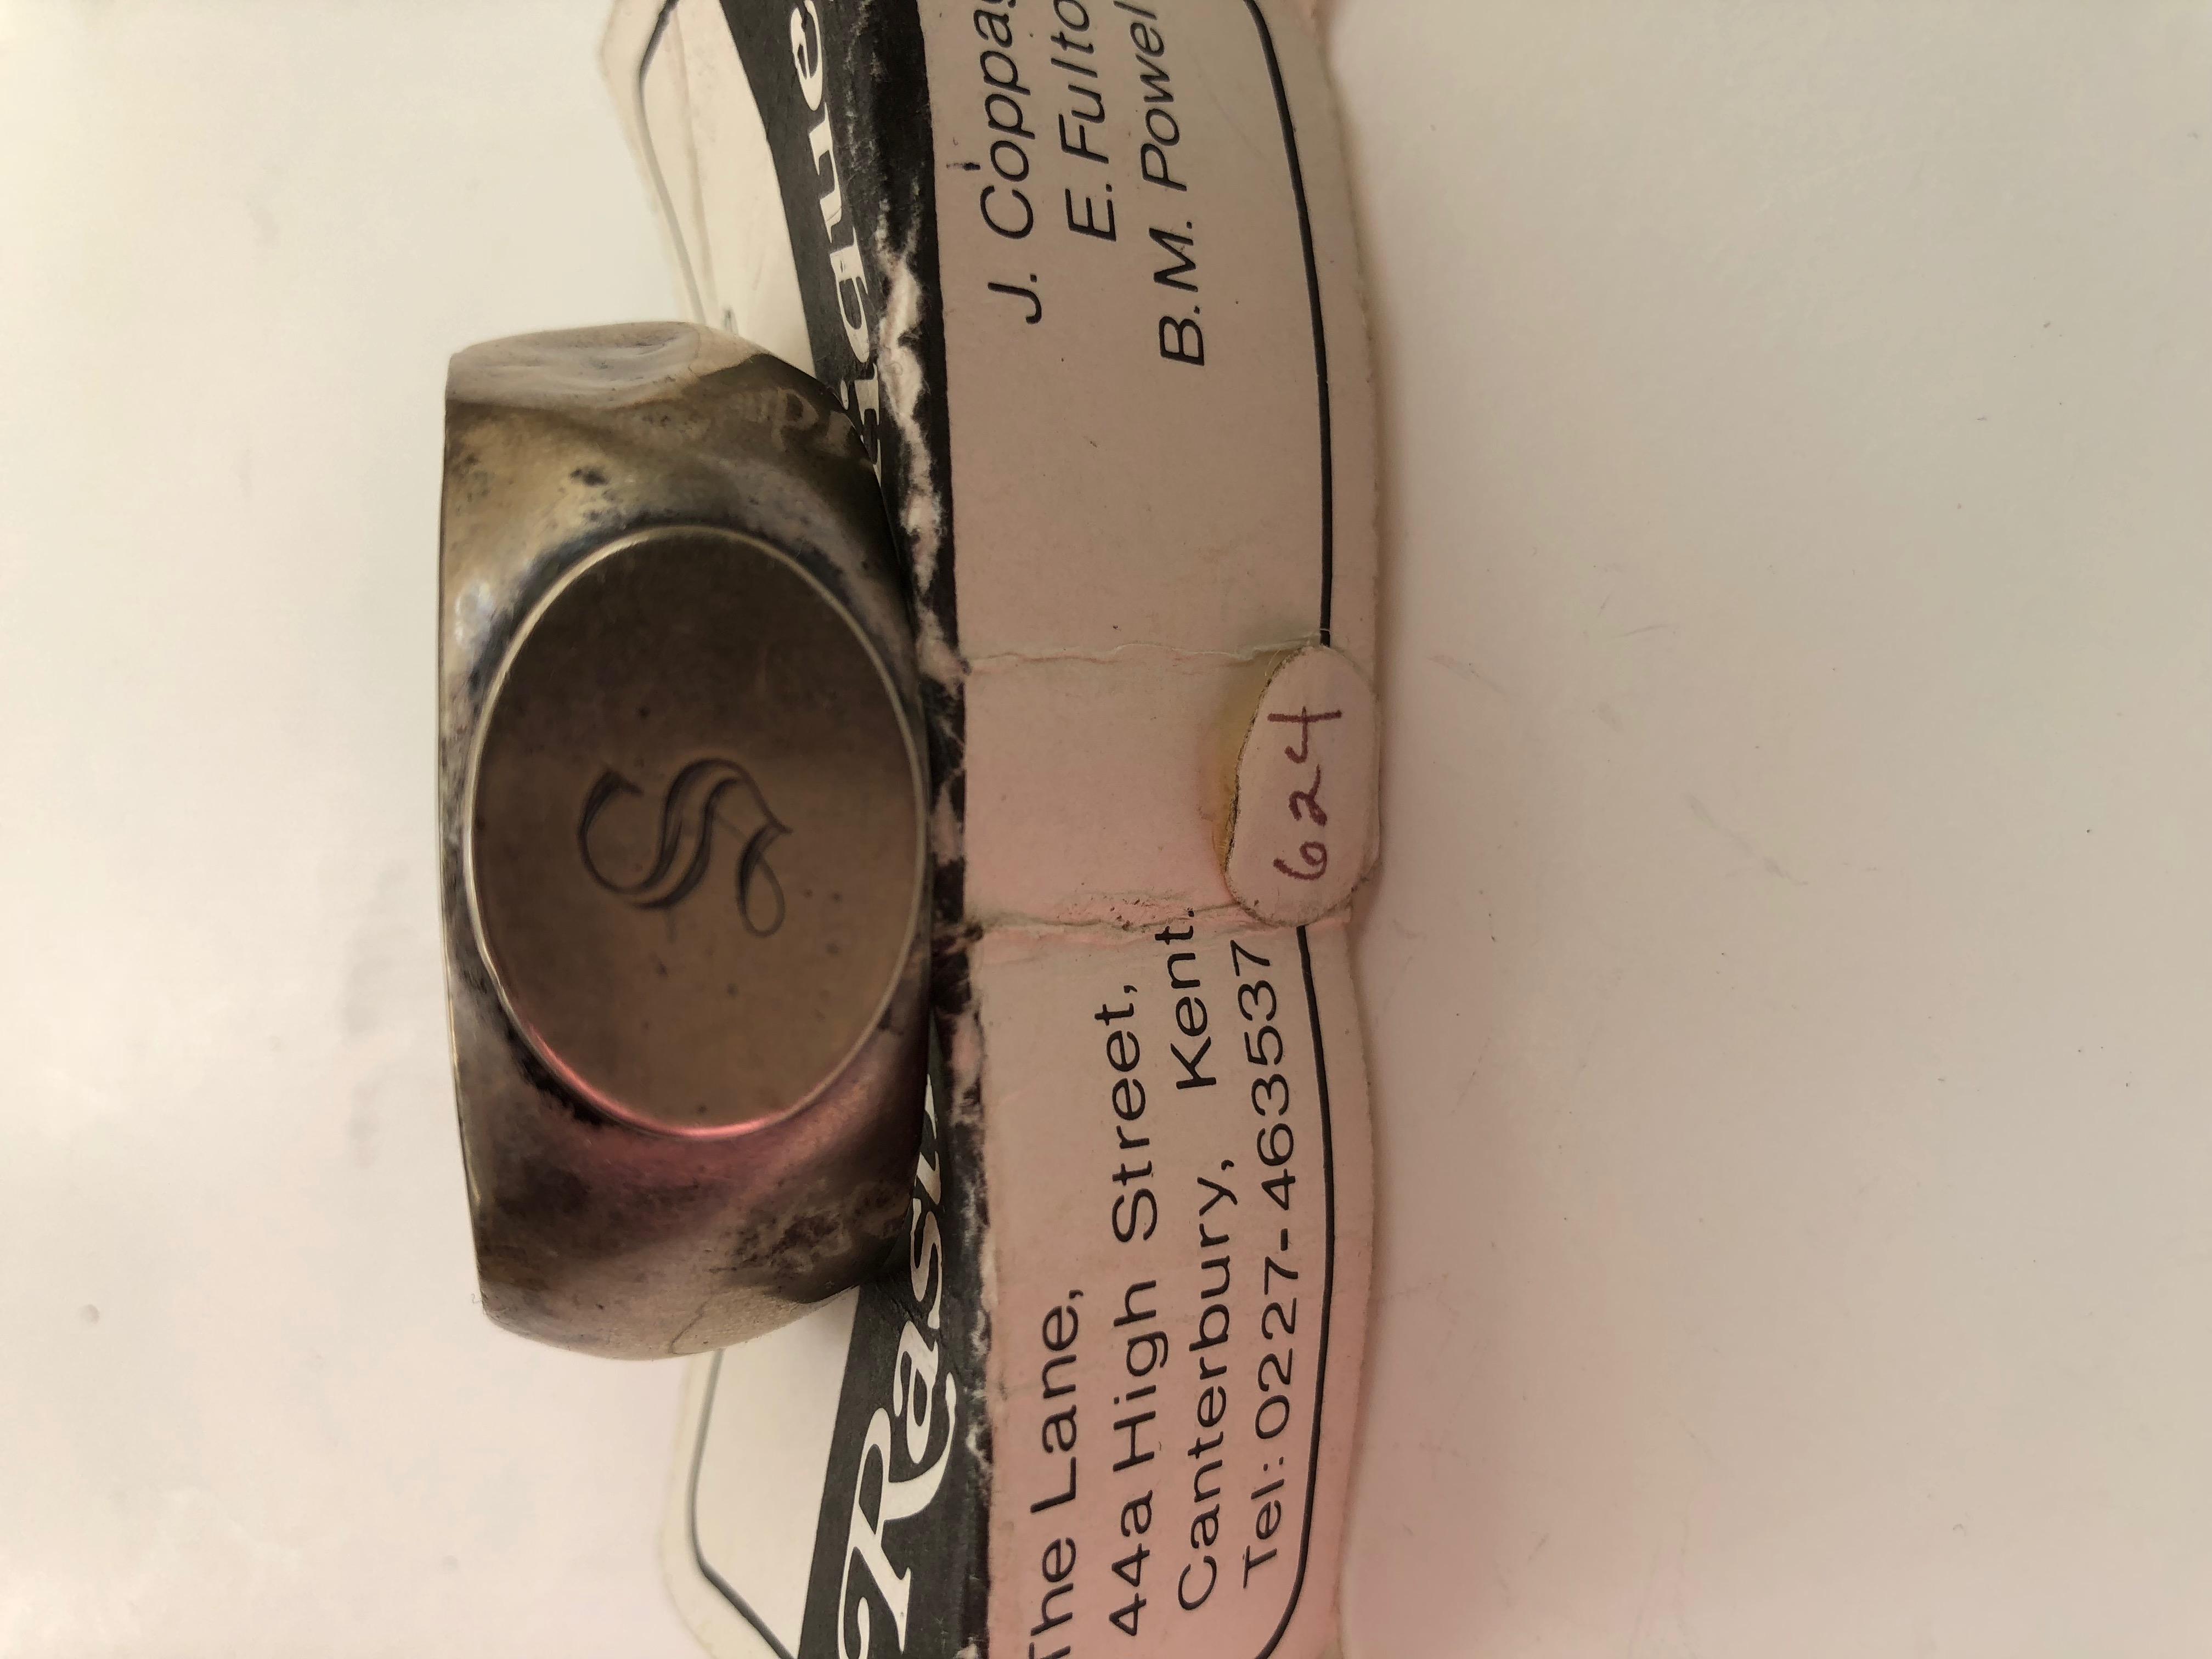 S
The Lane,
44a High Street,
Canterbury, Kent.
Tel: 0227-463537
J. Coppa
E. Fulto
B.M. Powel
624